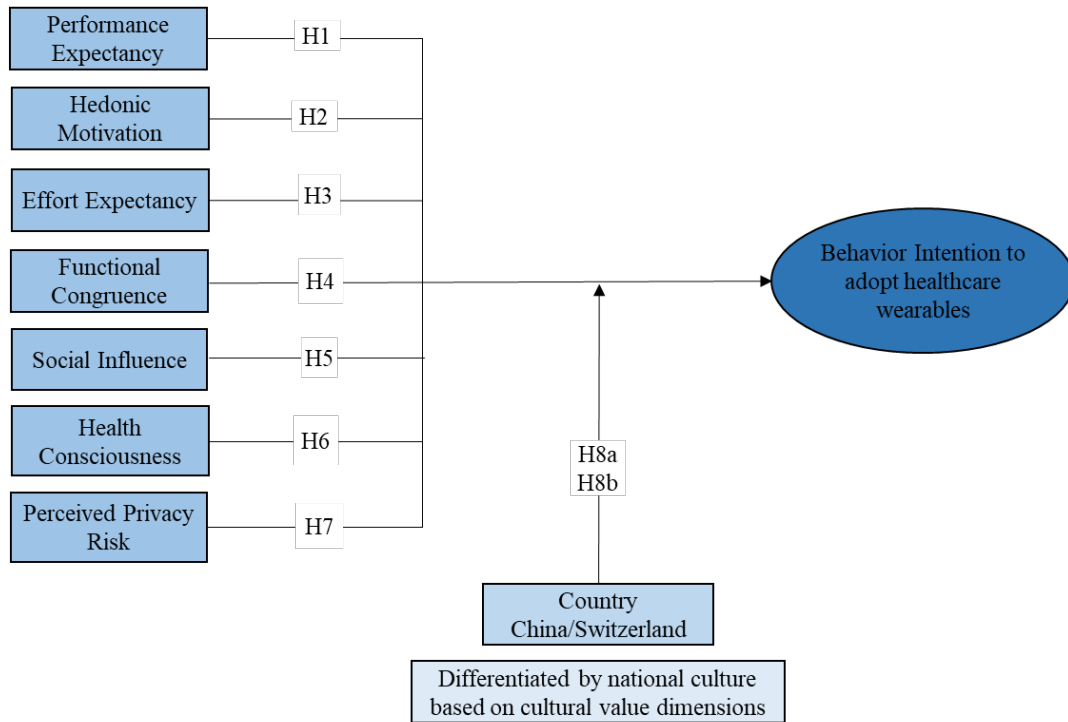 Performance
Expectancy
H1
Hedonic
Motivation
H2
Effort Expectancy
H3
Functional
Congruence
H4
Social Influence
H5
Health
Consciousness
H6
Perceived Privacy
Risk
H7
Behavior Intention to
adopt healthcare
wearables
H8a
H8b
Country
China/Switzerland
Differentiated by national culture
based on cultural value dimensions